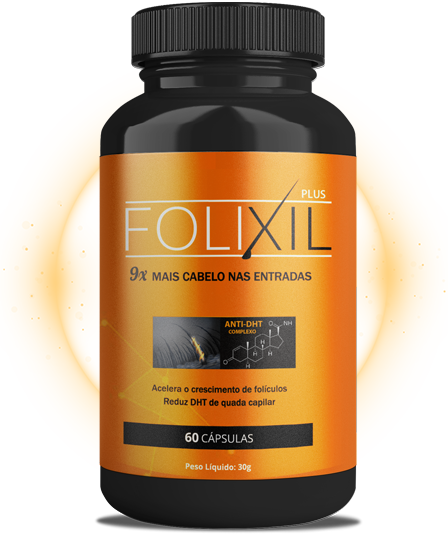 PLUS
FOLIXIL
9x MAIS CABELO NAS ENTRADAS
ANTI-DHT
COMPLEXO
O
NH
O
H
H
H
H
Acelera o crescimento de folículos
Reduz DHT de quada capilar
60 CÁPSULAS
Peso Líquido: 30g